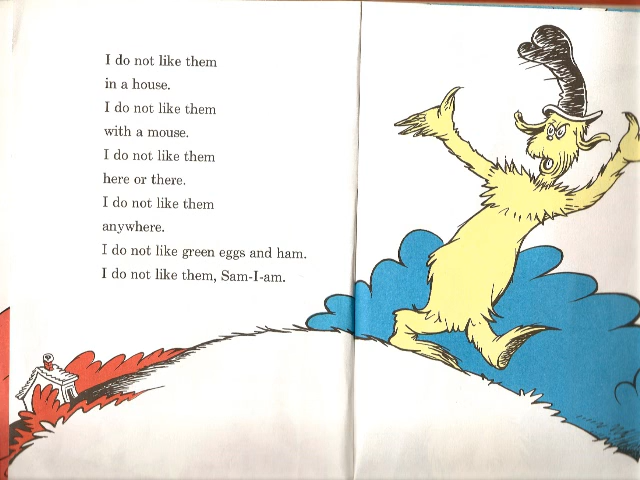 I do not like them
in a house.
I do not like them
with a mouse.
I do not like them
here or there.
I do not like them
anywhere.
I do not like green eggs and ham.
I do not like them, Sam-I-am.